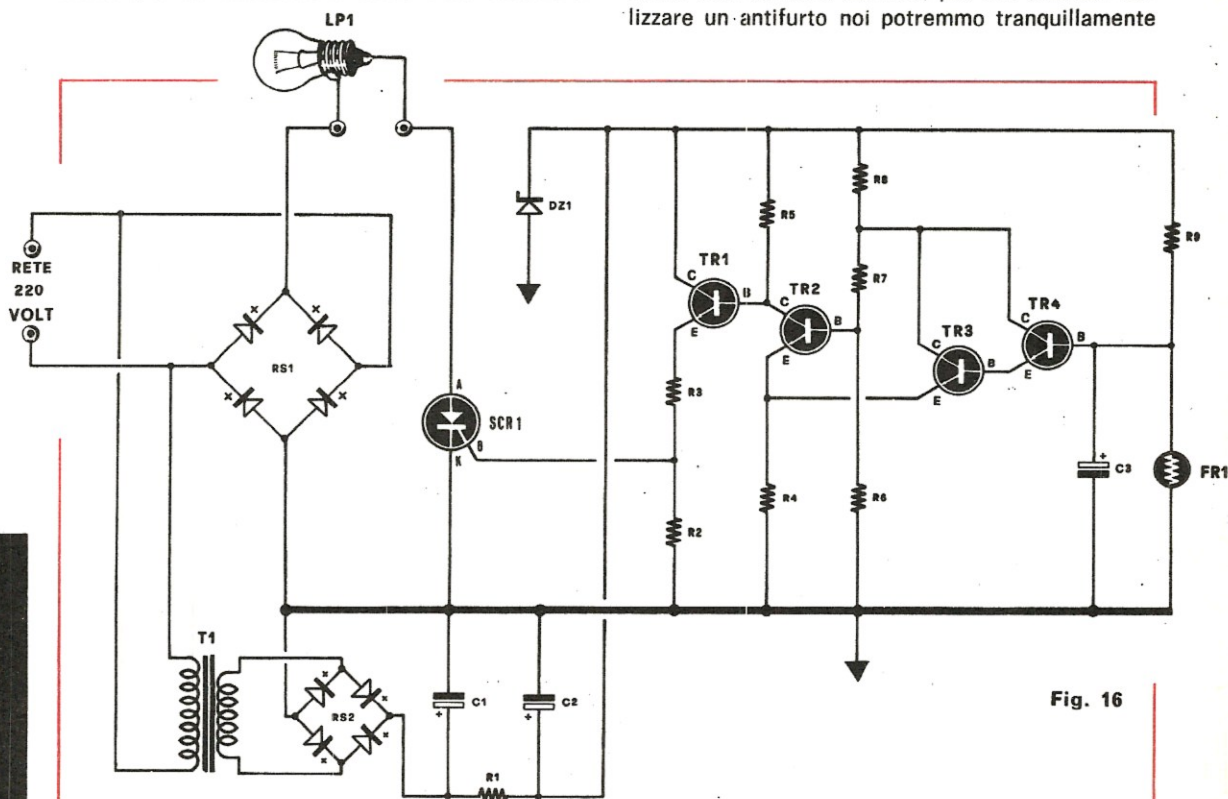 lizzare un antifurto noi potremmo tranquillamente
LP1
RETE
220
VOLT
RS1
A
SCR1
B
K
DZ1
TR1
C
B
E
R5
TR2
C
B
E
R8
R7
TR3
C
B
E
TR4
C
B
E
R9
R3
R2
R4
R6
+
C3
FR1
T1
RS2
+
C1
+
C2
R1
Fig. 16